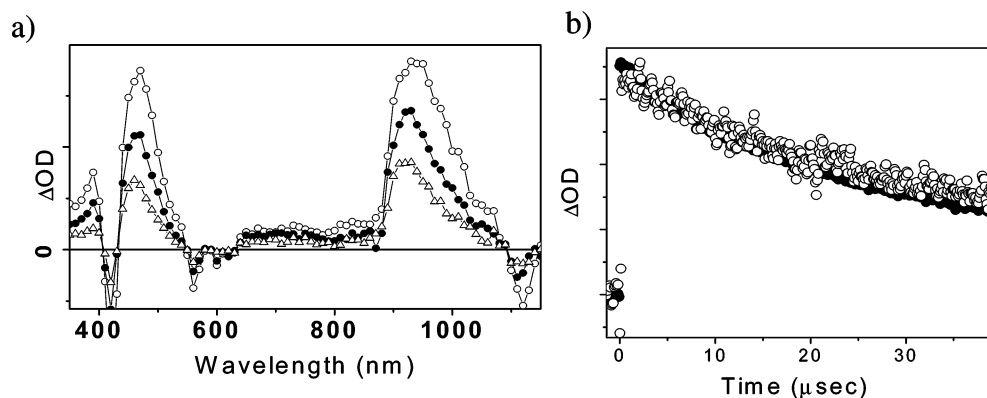 a)
ΔOD
0
400 600 800 1000
Wavelength (nm)
b)
ΔOD
0 10 20 30
Time (μsec)